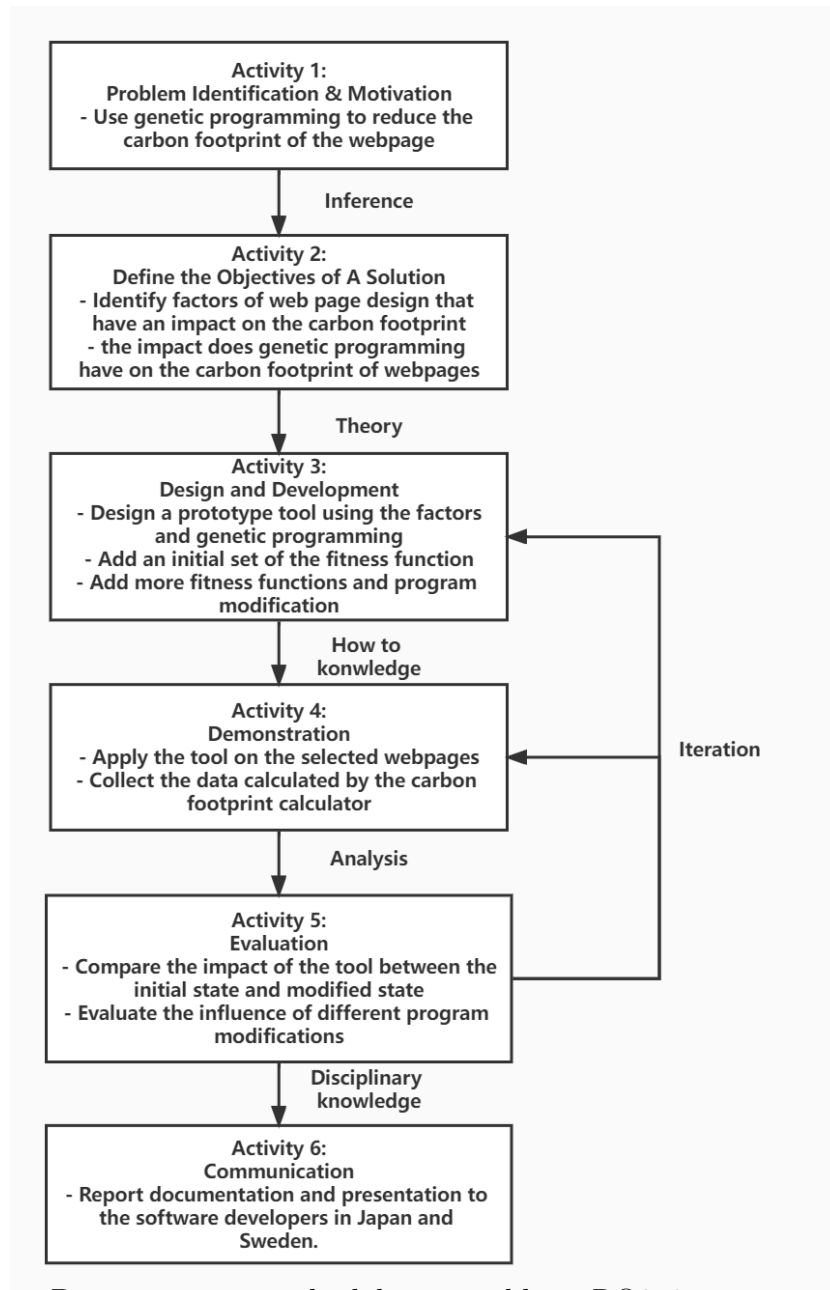 Activity 1:
Problem Identification & Motivation
- Use genetic programming to reduce the
carbon footprint of the webpage
Inference
Activity 2:
Define the Objectives of A Solution
- Identify factors of web page design that
have an impact on the carbon footprint
- the impact does genetic programming
have on the carbon footprint of webpages
Theory
Activity 3:
Design and Development
- Design a prototype tool using the factors
and genetic programming
- Add an initial set of the fitness function
- Add more fitness functions and program
modification
How to
konwledge
Activity 4:
Demonstration
- Apply the tool on the selected webpages
- Collect the data calculated by the carbon
footprint calculator
Iteration
Analysis
Activity 5:
Evaluation
- Compare the impact of the tool between the
initial state and modified state
- Evaluate the influence of different program
modifications
Disciplinary
knowledge
Activity 6:
Communication
- Report documentation and presentation to
the software developers in Japan and
Sweden.